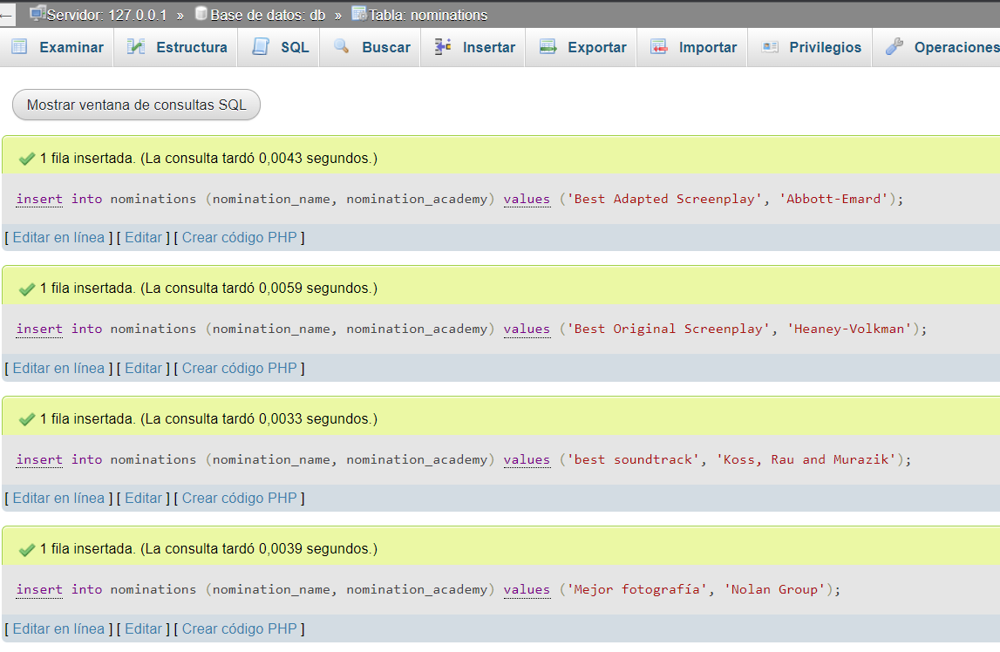 ← Servidor: 127.0.0.1 » Base de datos: db » Tabla: nominations
Examinar Estructura SQL Buscar Insertar Exportar Importar Privilegios Operaciones
Mostrar ventana de consultas SQL
1 fila insertada. (La consulta tardó 0,0043 segundos.)
insert into nominations (nomination_name, nomination_academy) values ('Best Adapted Screenplay', 'Abbott-Emard');
[ Editar en línea ] [ Editar ] [ Crear código PHP ]
1 fila insertada. (La consulta tardó 0,0059 segundos.)
insert into nominations (nomination_name, nomination_academy) values ('Best Original Screenplay', 'Heaney-Volkman');
[ Editar en línea ] [ Editar ] [ Crear código PHP ]
1 fila insertada. (La consulta tardó 0,0033 segundos.)
insert into nominations (nomination_name, nomination_academy) values ('best soundtrack', 'Koss, Rau and Murazik');
[ Editar en línea ] [ Editar ] [ Crear código PHP ]
1 fila insertada. (La consulta tardó 0,0039 segundos.)
insert into nominations (nomination_name, nomination_academy) values ('Mejor fotografía', 'Nolan Group');
[ Editar en línea ] [ Editar ] [ Crear código PHP ]